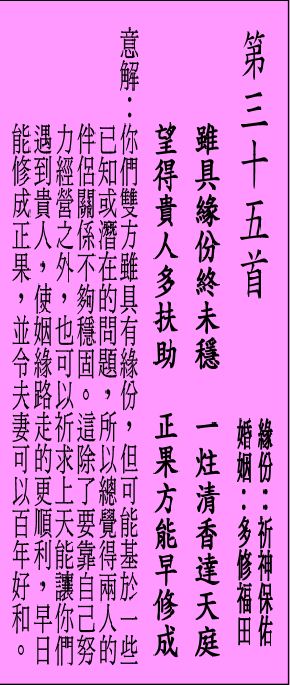 第三十五首
緣份：祈神保佑
婚姻：多修福田
雖具緣份終未穩　一炷清香達天庭
望得貴人多扶助　正果方能早修成
意解：你們雙方雖具有緣份，但可能基於一些
已知或潛在的問題，所以總覺得兩人的
伴侶關係不夠穩固。這除了要靠自己努
力經營之外，也可以祈求上天能讓你們
遇到貴人，使姻緣路走的更順利，早日
能修成正果，並令夫妻可以百年好和。